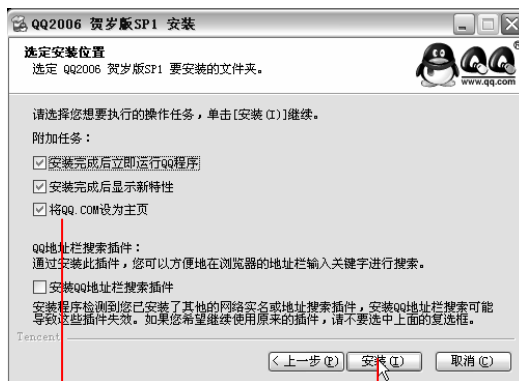 QQ2006 贺岁版SP1 安装
选定安装位置
选定 QQ2006 贺岁版SP1 要安装的文件夹。
QQ
www.qq.com
请选择您想要执行的操作任务，单击[安装(I)]继续。
附加任务：
安装完成后立即运行QQ程序
安装完成后显示新特性
将QQ.COM设为主页
QQ地址栏搜索插件：
通过安装此插件，您可以方便地在浏览器的地址栏输入关键字进行搜索。
安装QQ地址栏搜索插件
安装程序检测到您已安装了其他的网络实名或地址搜索插件，安装QQ地址栏搜索可能
导致这些插件失效。如果您希望继续使用原来的插件，请不要选中上面的复选框。
Tencent
<上一步(P) 安装(I) 取消(C)